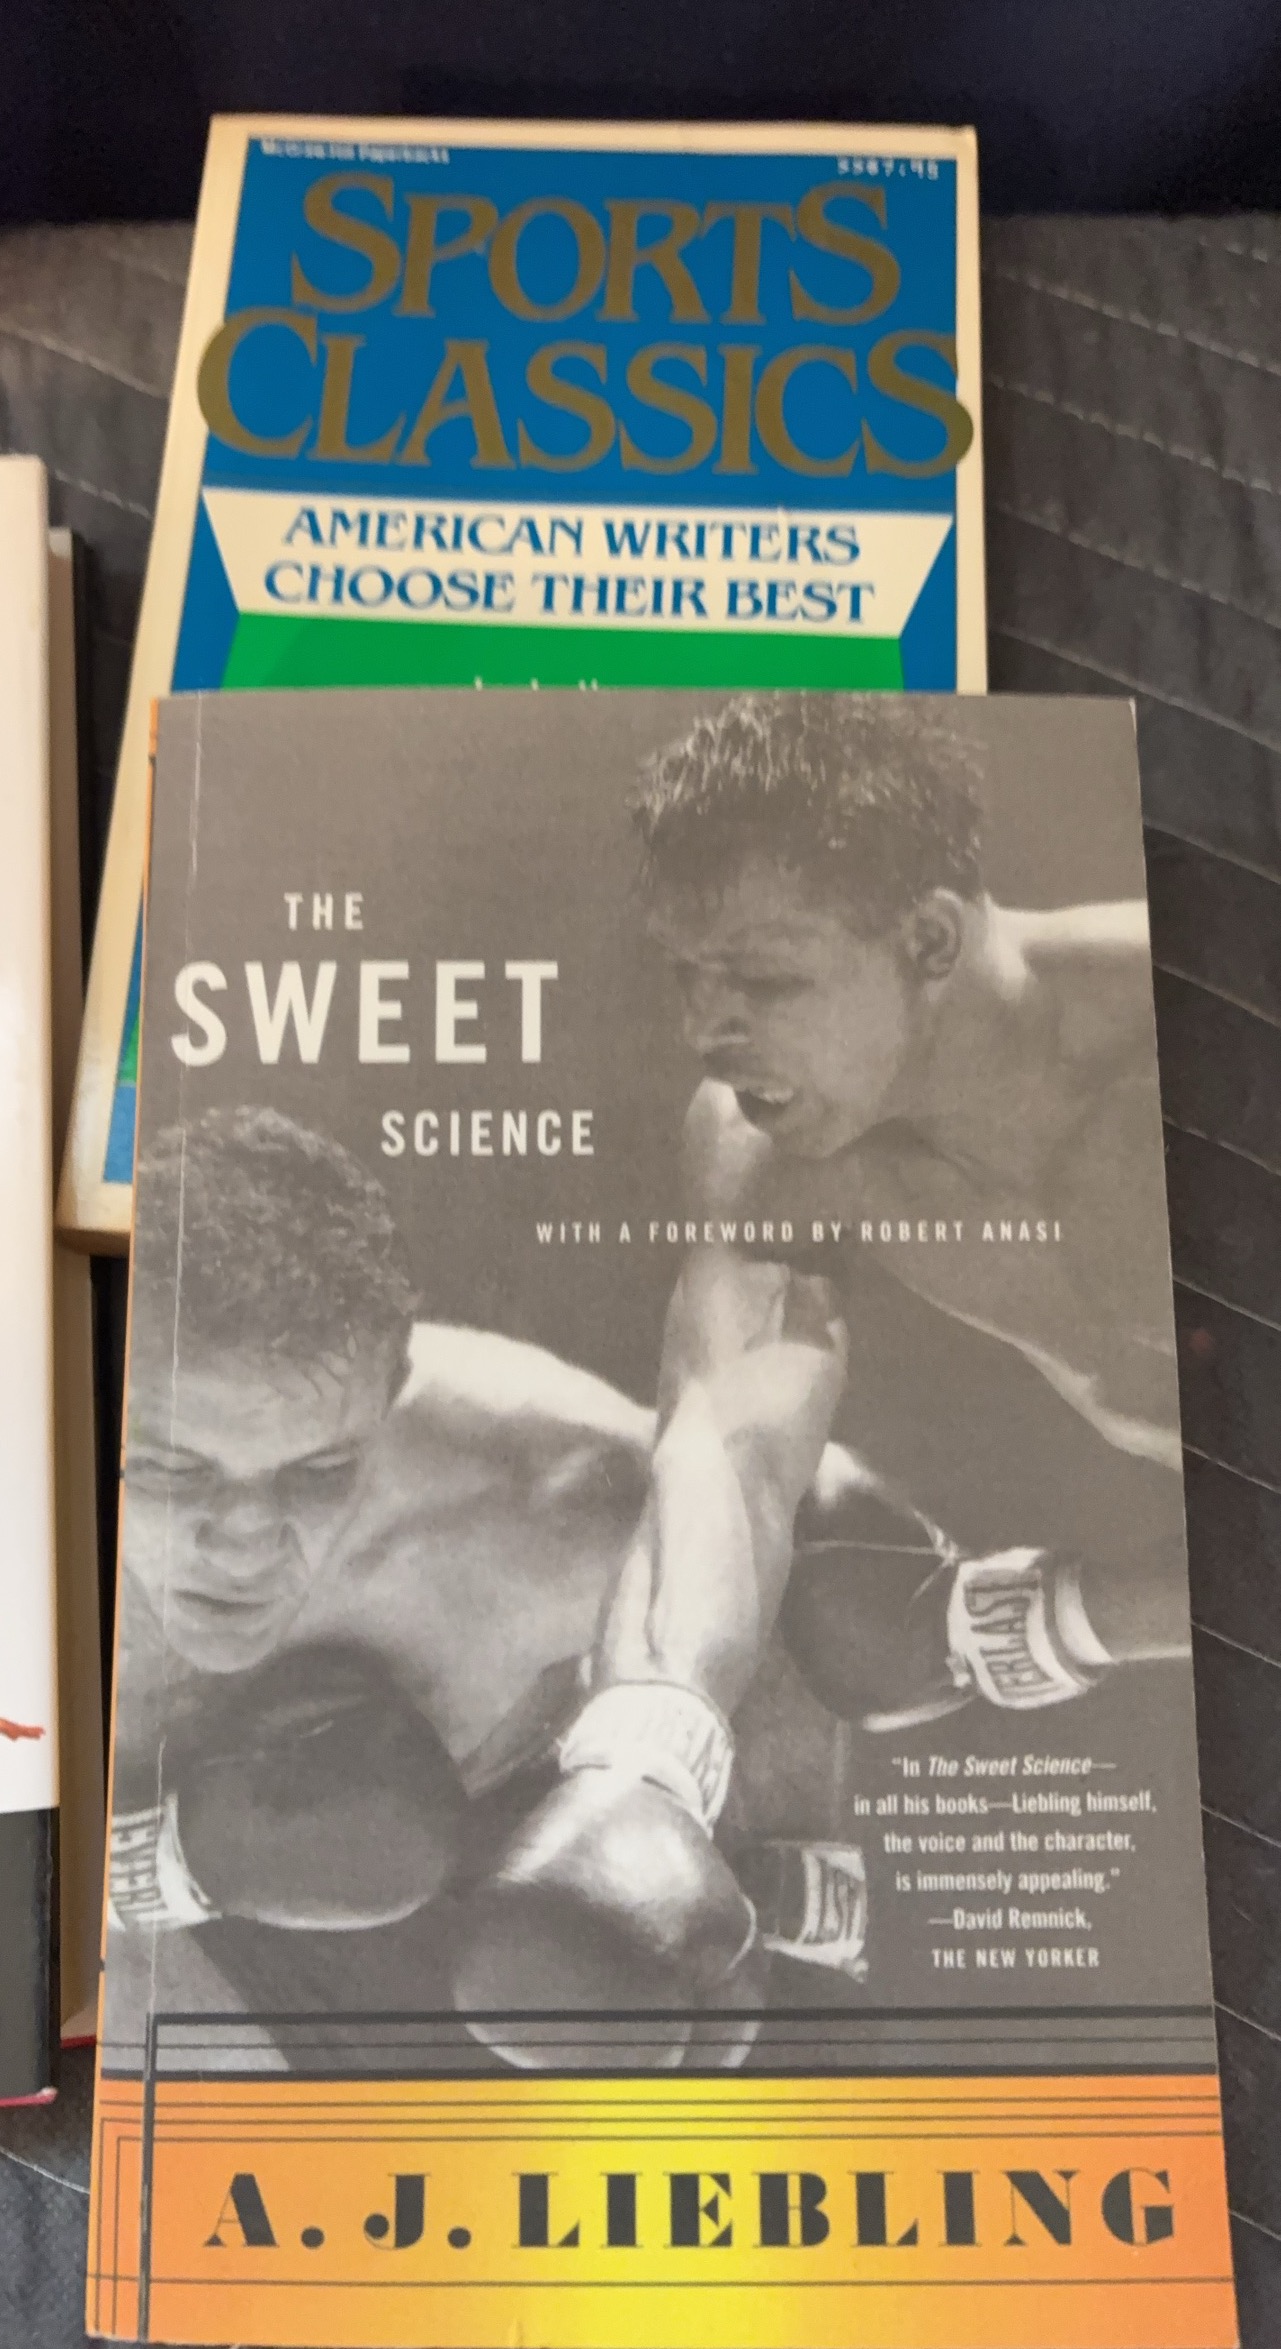 SPORTS
CLASSICS
AMERICAN WRITERS
CHOOSE THEIR BEST
THE
SWEET
SCIENCE
WITH A FOREWORD BY ROBERT ANASI
"In The Sweet Science—
in all his books—Liebling himself,
the voice and the character,
is immensely appealing."
—David Remnick,
THE NEW YORKER
A. J. LIEBLING